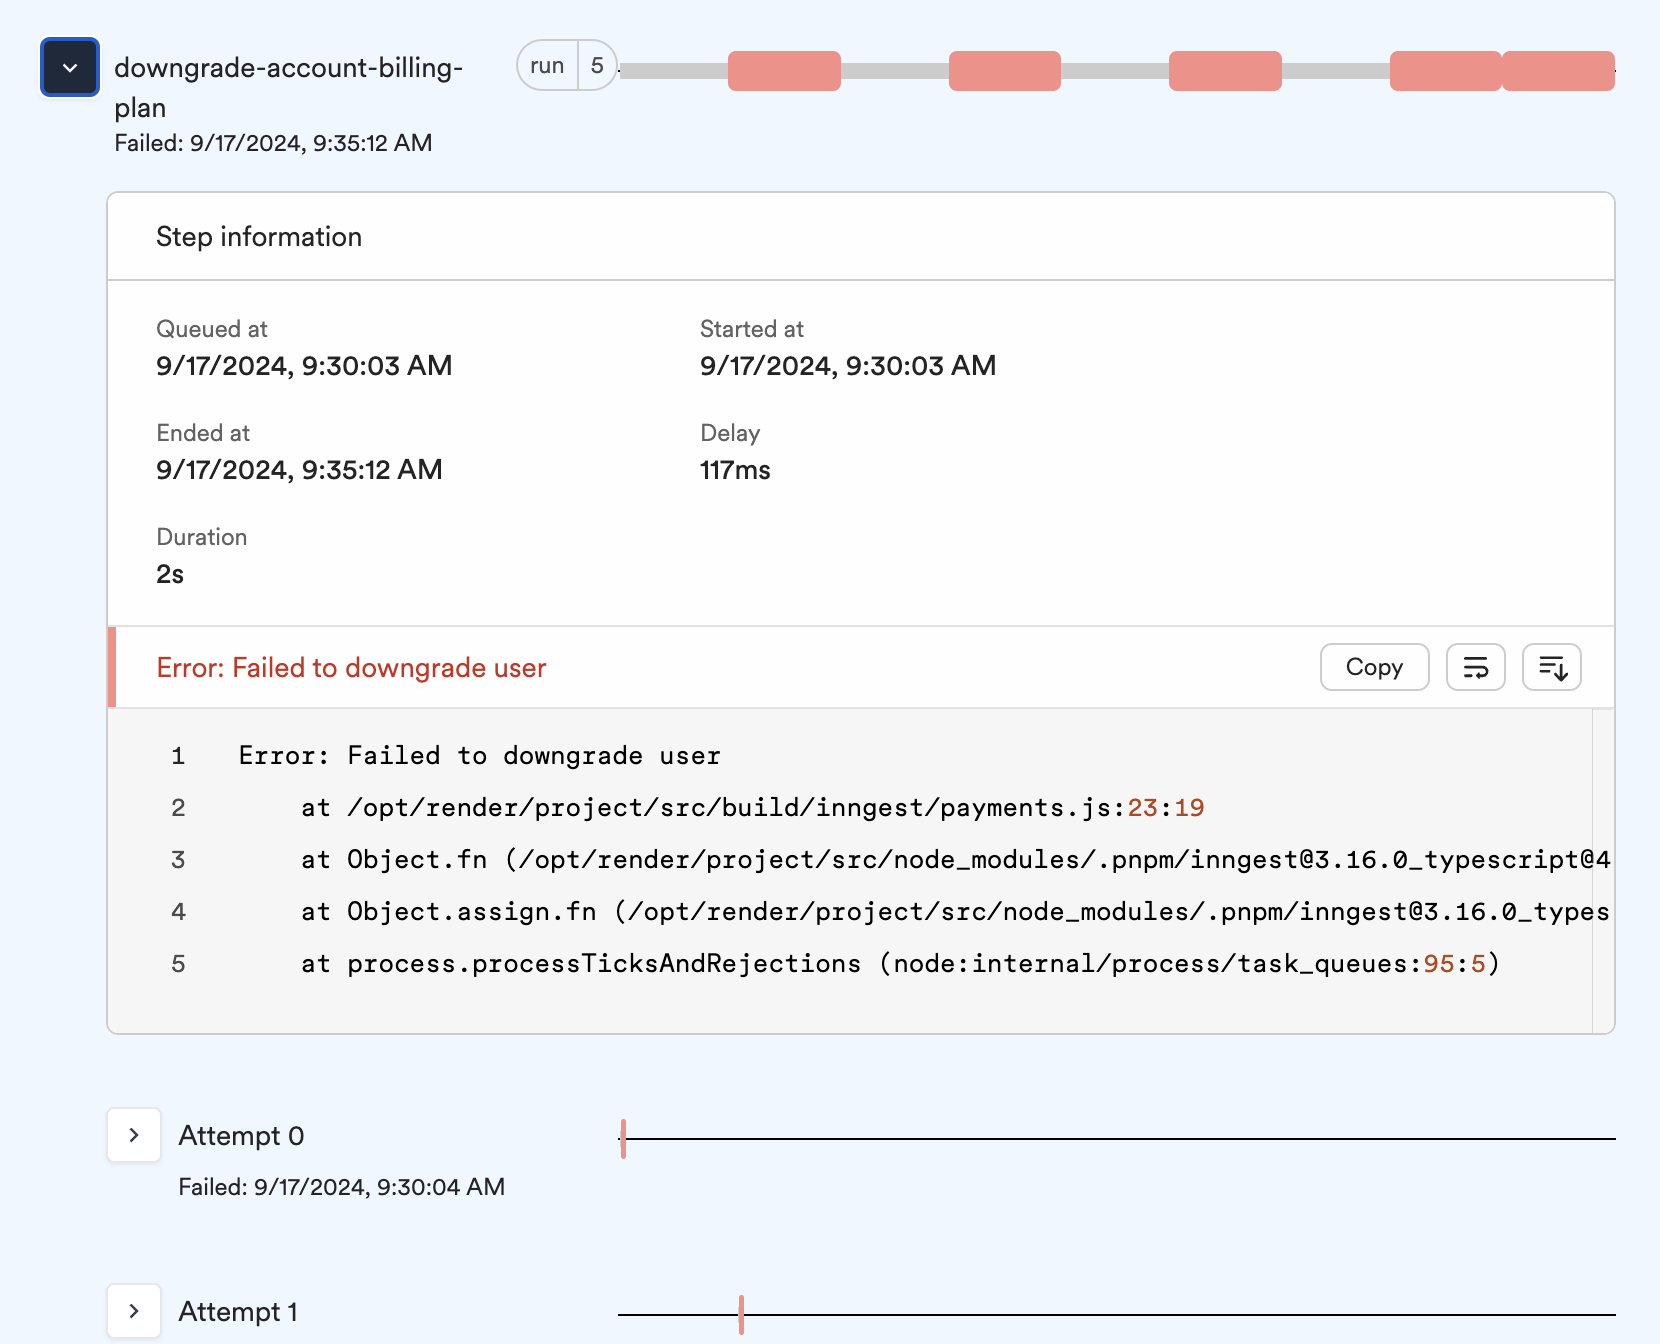 downgrade-account-billing-
plan
run 5
Failed: 9/17/2024, 9:35:12 AM
Step information
Queued at
9/17/2024, 9:30:03 AM
Started at
9/17/2024, 9:30:03 AM
Ended at
9/17/2024, 9:35:12 AM
Delay
117ms
Duration
2s
Error: Failed to downgrade user
Copy
1 Error: Failed to downgrade user
2 at /opt/render/project/src/build/inngest/payments.js:23:19
3 at Object.fn (/opt/render/project/src/node_modules/.pnpm/inngest@3.16.0_typescript@4
4 at Object.assign.fn (/opt/render/project/src/node_modules/.pnpm/inngest@3.16.0_types
5 at process.processTicksAndRejections (node:internal/process/task_queues:95:5)
Attempt 0
Failed: 9/17/2024, 9:30:04 AM
Attempt 1